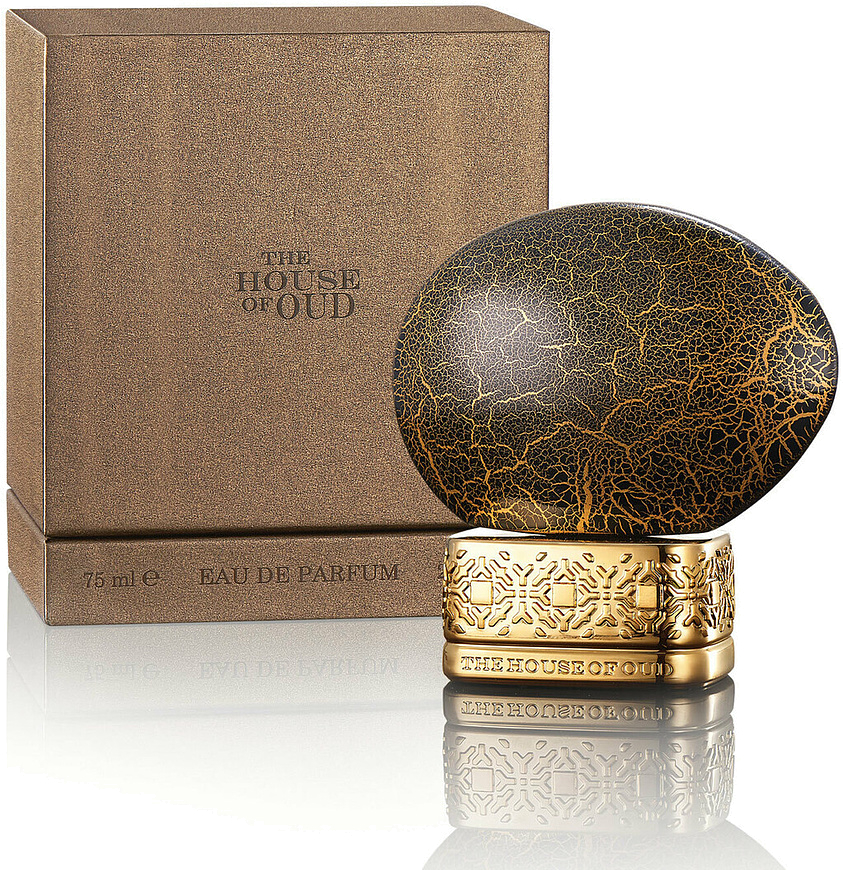 THE
HOUSE
OF OUD
75 ml ℮ EAU DE PARFUM
THE HOUSE OF OUD